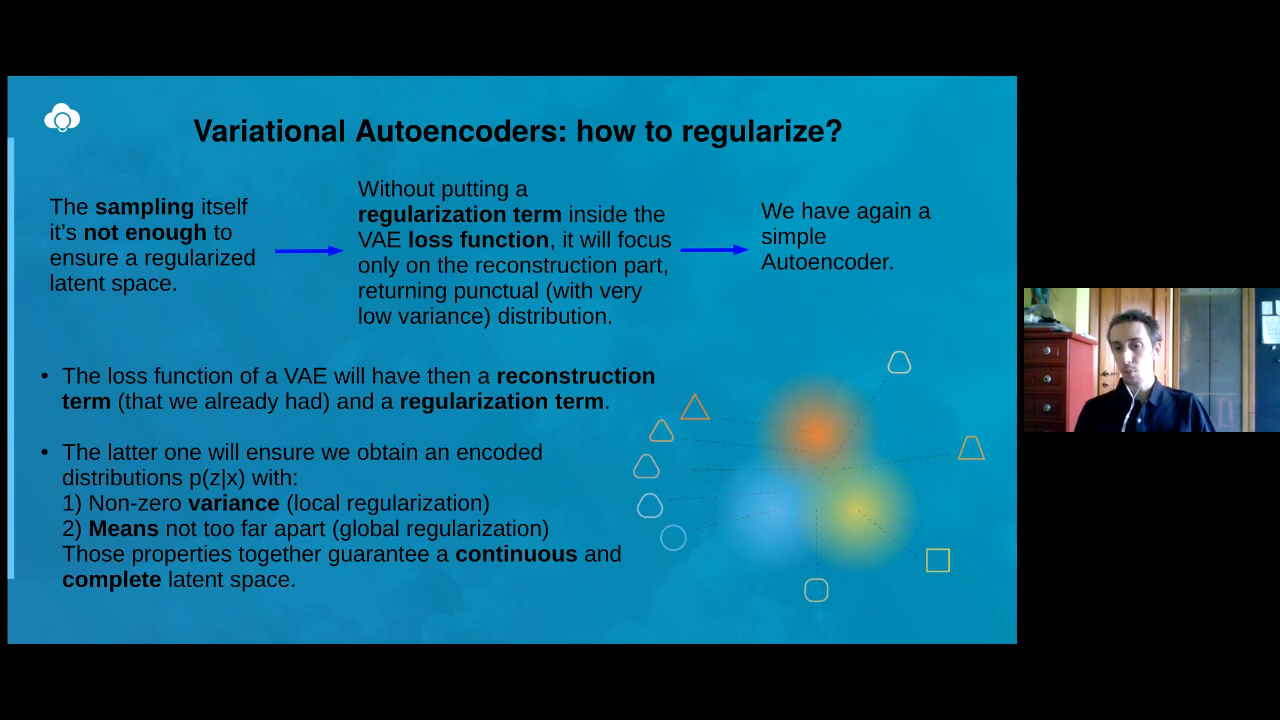 Variational Autoencoders: how to regularize?
The sampling itself
it’s not enough to
ensure a regularized
latent space.
Without putting a
regularization term inside the
VAE loss function, it will focus
only on the reconstruction part,
returning punctual (with very
low variance) distribution.
We have again a
simple
Autoencoder.
• The loss function of a VAE will have then a reconstruction
term (that we already had) and a regularization term.
• The latter one will ensure we obtain an encoded
distributions p(z|x) with:
1) Non-zero variance (local regularization)
2) Means not too far apart (global regularization)
Those properties together guarantee a continuous and
complete latent space.